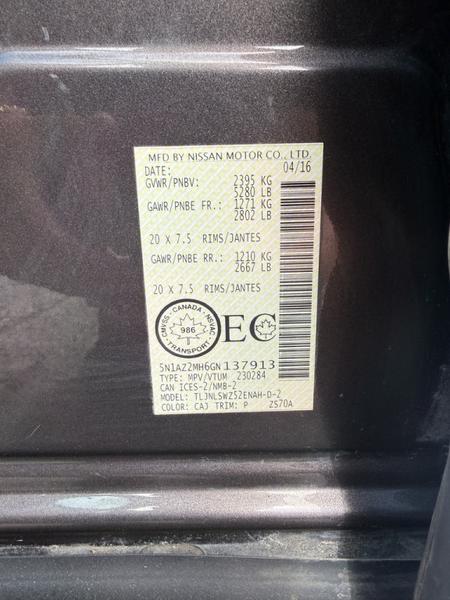 MFD BY NISSAN MOTOR CO., LTD.
DATE: 04/16
GVWR/PNBV: 2395 KG
5280 LB
GAWR/PNBE FR.: 1271 KG
2802 LB
20 X 7.5 RIMS/JANTES
GAWR/PNBE RR.: 1210 KG
2667 LB
20 X 7.5 RIMS/JANTES
CMVSS · CANADA · NSVAC
986
TRANSPORT
EC
5N1AZ2MH6GN137913
TYPE: MPV/VTUM 230284
CAN ICES-2/NMB-2
MODEL: TLJNLSWZ52ENAH-D-2
COLOR: CAJ TRIM: P ZS70A